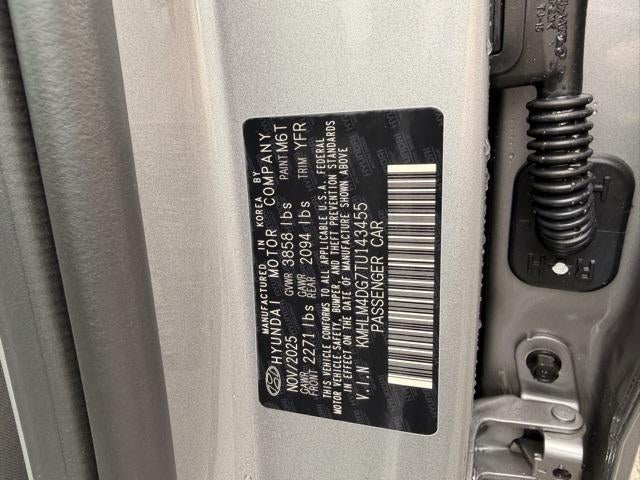 MANUFACTURED IN KOREA BY
HYUNDAI MOTOR COMPANY
NOV/2025 GVWR 3858 lbs PAINT M6T
GAWR FRONT 2271 lbs GAWR REAR 2094 lbs TRIM YFR
THIS VEHICLE CONFORMS TO ALL APPLICABLE U.S.A. FEDERAL
MOTOR VEHICLE SAFETY, BUMPER, AND THEFT PREVENTION STANDARDS
IN EFFECT ON THE DATE OF MANUFACTURE SHOWN ABOVE
V.I.N KMHLM4DG7TU143455
PASSENGER CAR